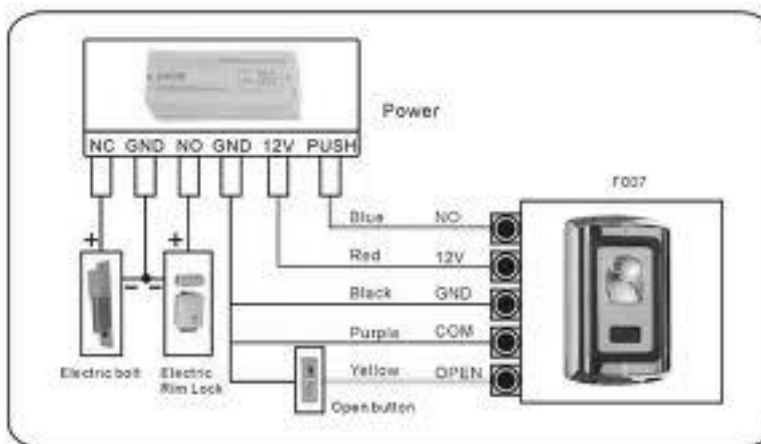 Power
NC GND NO GND 12V PUSH
F007
Blue NO
Red 12V
Black GND
Purple COM
Yellow OPEN
+ +
- -
Electric bolt
Electric
Rim Lock
Open button